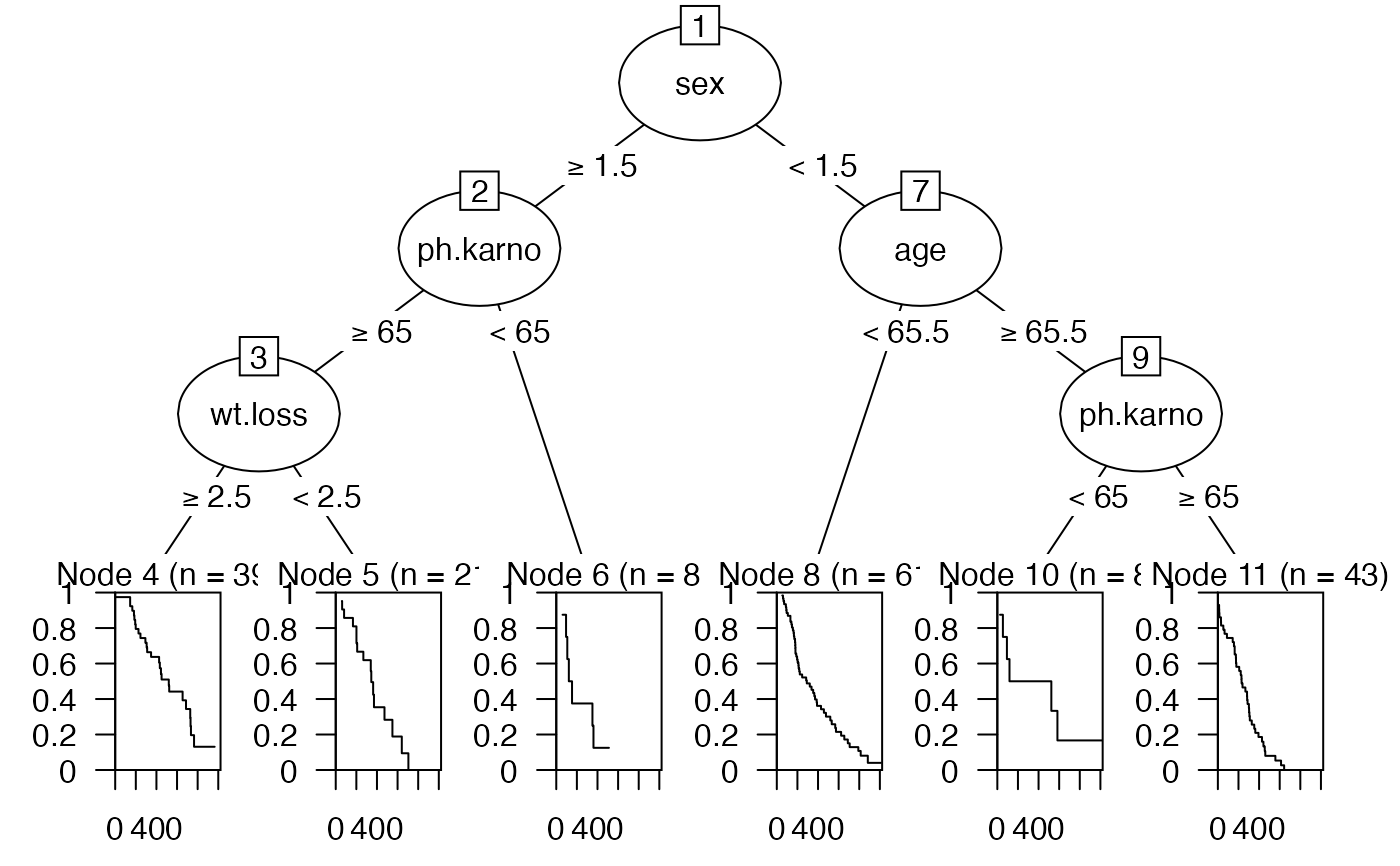 1
sex
≥ 1.5
< 1.5
2
7
ph.karno
age
≥ 65
< 65
< 65.5
≥ 65.5
3
9
wt.loss
ph.karno
≥ 2.5
< 2.5
< 65
≥ 65
Node 4 (n = 39
Node 5 (n = 2
Node 6 (n = 8
Node 8 (n = 6
Node 10 (n =
Node 11 (n = 43)
1 1 1 1 1 1
0.8 0.8 0.8 0.8 0.8 0.8
0.6 0.6 0.6 0.6 0.6 0.6
0.4 0.4 0.4 0.4 0.4 0.4
0.2 0.2 0.2 0.2 0.2 0.2
0 0 0 0 0 0
0 400 0 400 0 400 0 400 0 400 0 400